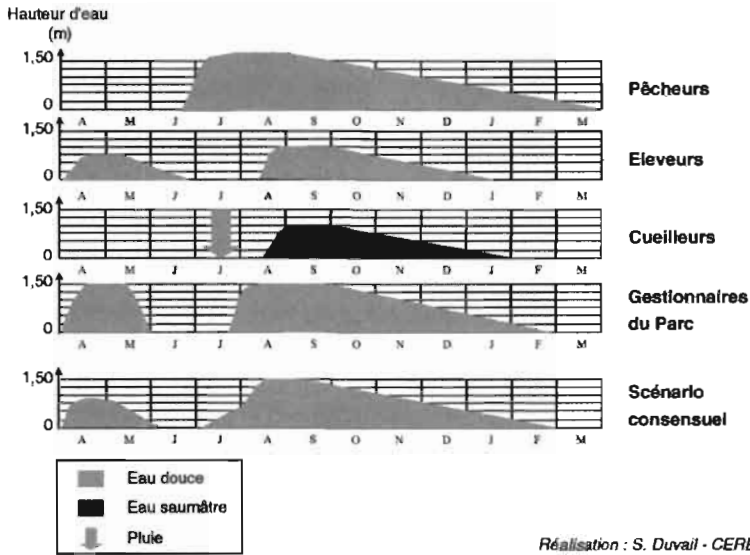 Hauteur d'eau
(m)
1,50
0
A M J J A S O N D J F M
Pêcheurs
1,50
0
A M J J A S O N D J F M
Eleveurs
1,50
0
A M J J A S O N D J F M
Cueilleurs
1,50
0
A M J J A S O N D J F M
Gestionnaires
du Parc
1,50
0
A M J J A S O N D J F M
Scénario
consensuel
Eau douce
Eau saumâtre
Pluie
Réalisation : S. Duvail -